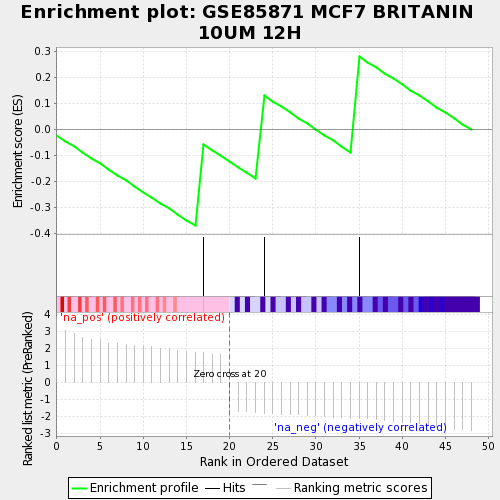 Enrichment plot: GSE85871 MCF7 BRITANIN
10UM 12H
Enrichment score (ES)
0.3
0.2
0.1
0.0
-0.1
-0.2
-0.3
-0.4
'na_pos' (positively correlated)
Ranked list metric (PreRanked)
4
3
2
1
0
-1
-2
-3
Zero cross at 20
'na_neg' (negatively correlated)
0 5 10 15 20 25 30 35 40 45 50
Rank in Ordered Dataset
Enrichment profile Hits Ranking metric scores